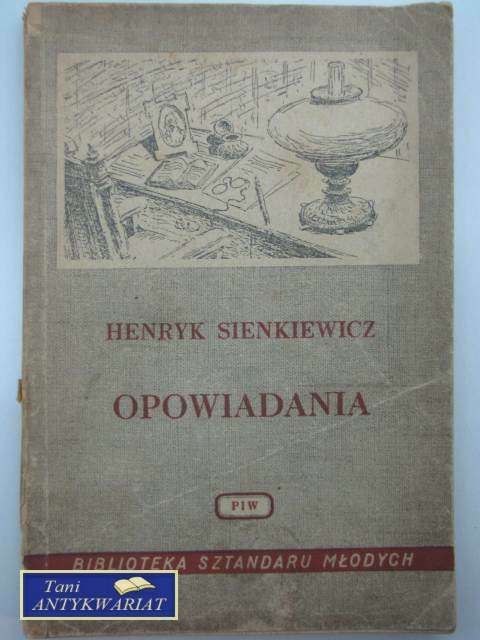 HENRYK SIENKIEWICZ
OPOWIADANIA
PIW
BIBLIOTEKA SZTANDARU MŁODYCH
Tani
ANTYKWARIAT